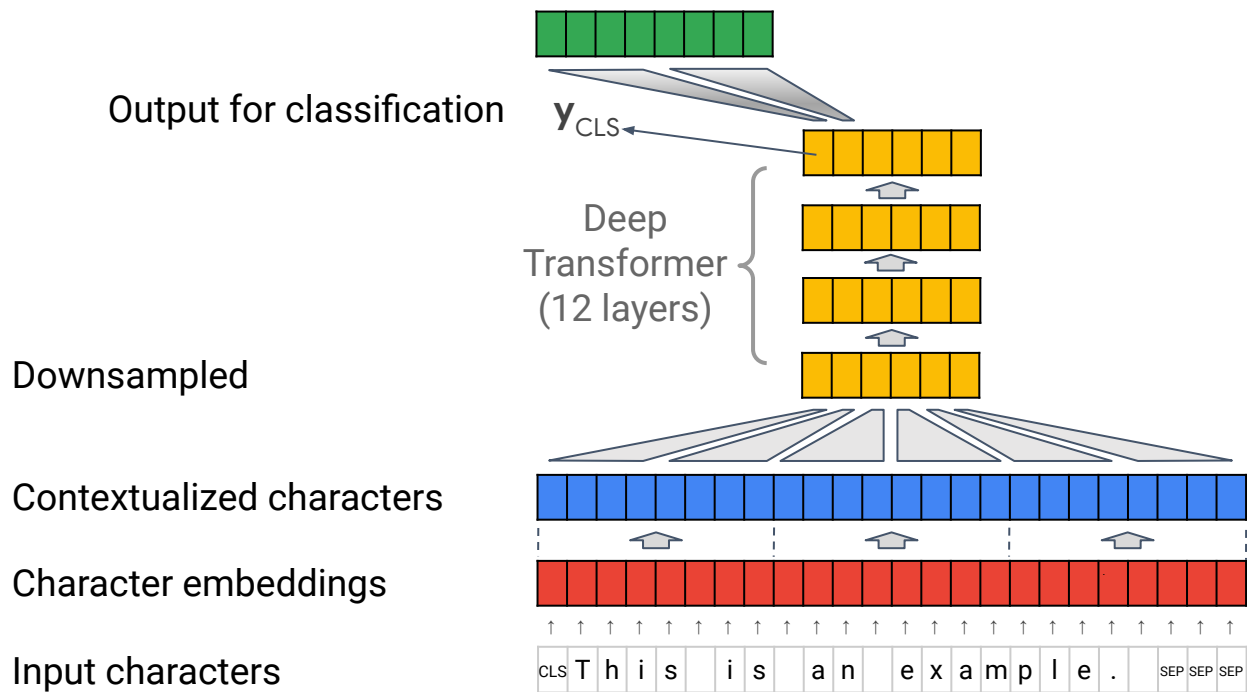 Output for classification
yCLS
Deep
Transformer
(12 layers)
Downsampled
Contextualized characters
Character embeddings
Input characters
CLS T h i s i s a n e x a m p l e . SEP SEP SEP